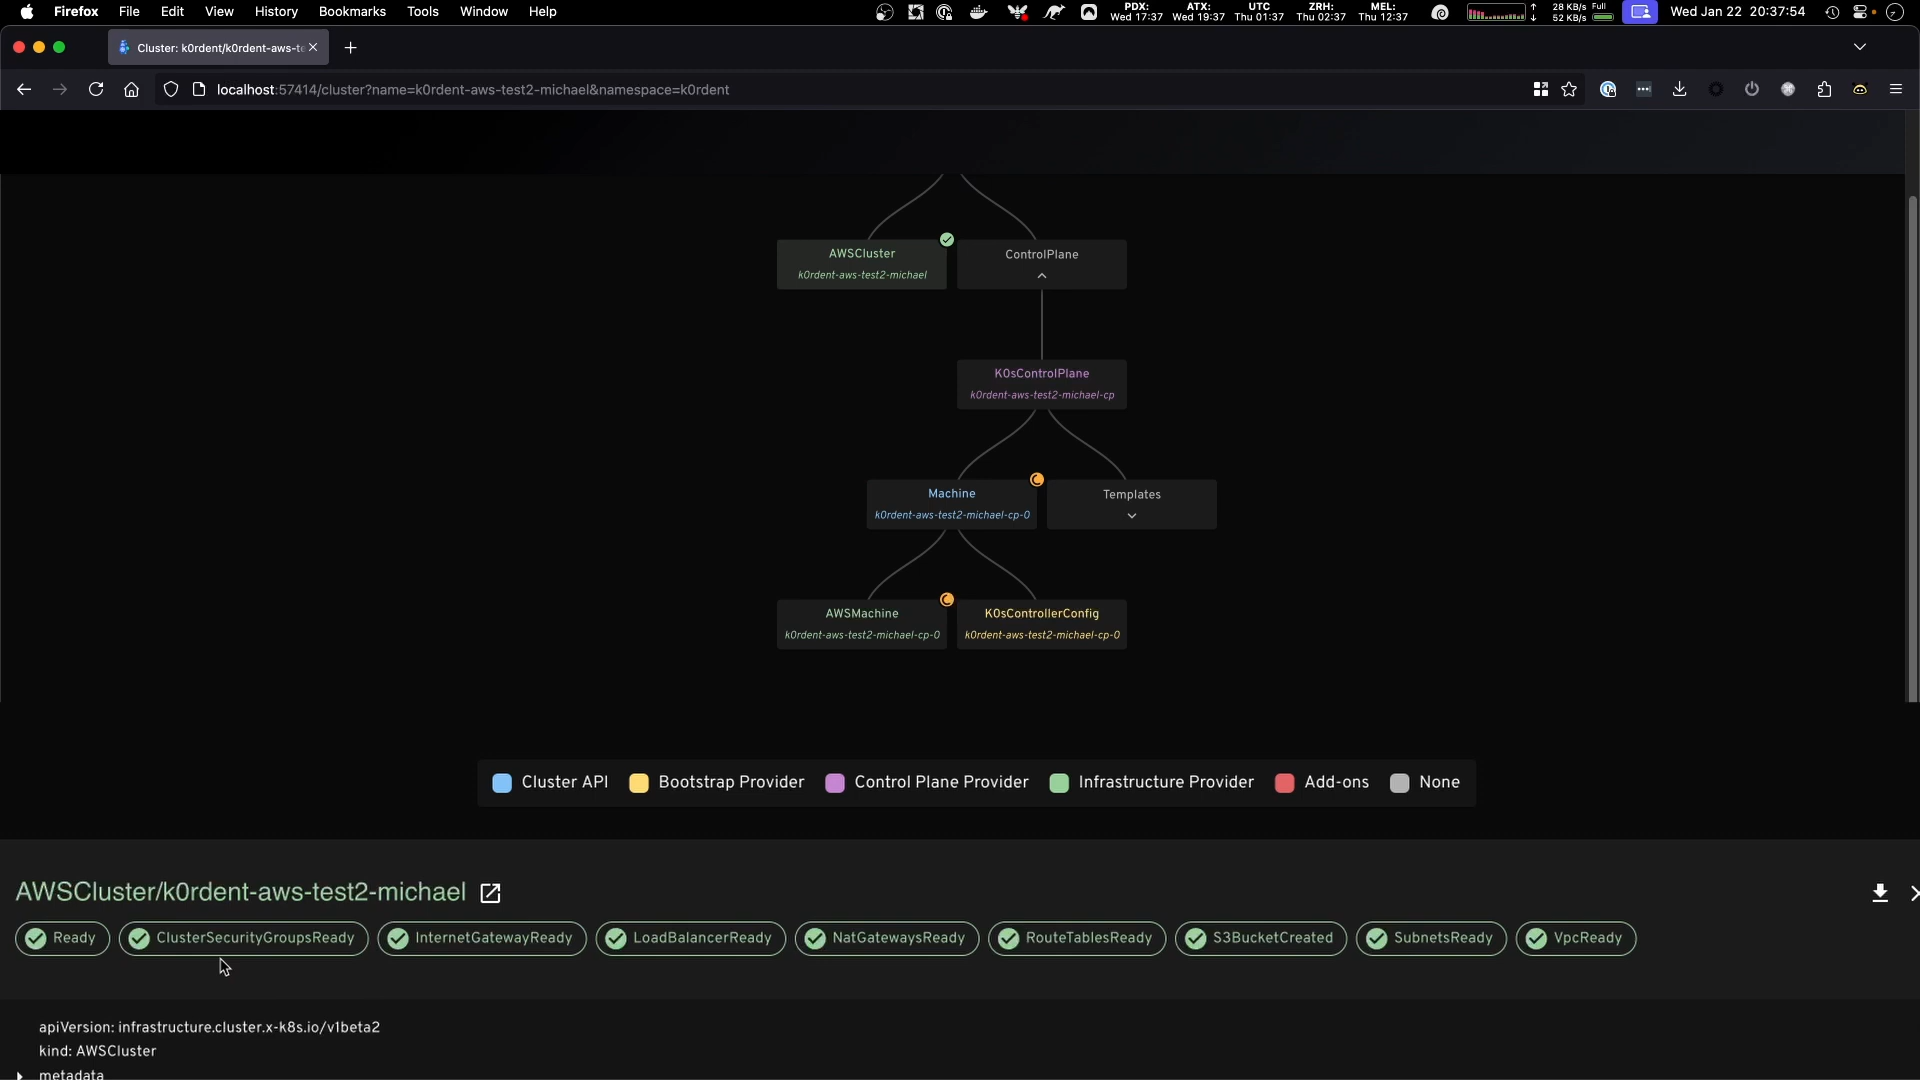 Firefox File Edit View History Bookmarks Tools Window Help
PDX: ATX: UTC ZRH: MEL:
Wed 17:37 Wed 19:37 Thu 01:37 Thu 02:37 Thu 12:37
28 KB/s Full
52 KB/s
Wed Jan 22 20:37:54
Cluster: k0rdent/k0rdent-aws-te
localhost:57414/cluster?name=k0rdent-aws-test2-michael&namespace=k0rdent
AWSCluster
k0rdent-aws-test2-michael
ControlPlane
K0sControlPlane
k0rdent-aws-test2-michael-cp
Machine
k0rdent-aws-test2-michael-cp-0
Templates
AWSMachine
k0rdent-aws-test2-michael-cp-0
K0sControllerConfig
k0rdent-aws-test2-michael-cp-0
Cluster API Bootstrap Provider Control Plane Provider Infrastructure Provider Add-ons None
AWSCluster/k0rdent-aws-test2-michael
Ready ClusterSecurityGroupsReady InternetGatewayReady LoadBalancerReady NatGatewaysReady RouteTablesReady S3BucketCreated SubnetsReady VpcReady
apiVersion: infrastructure.cluster.x-k8s.io/v1beta2
kind: AWSCluster
metadata